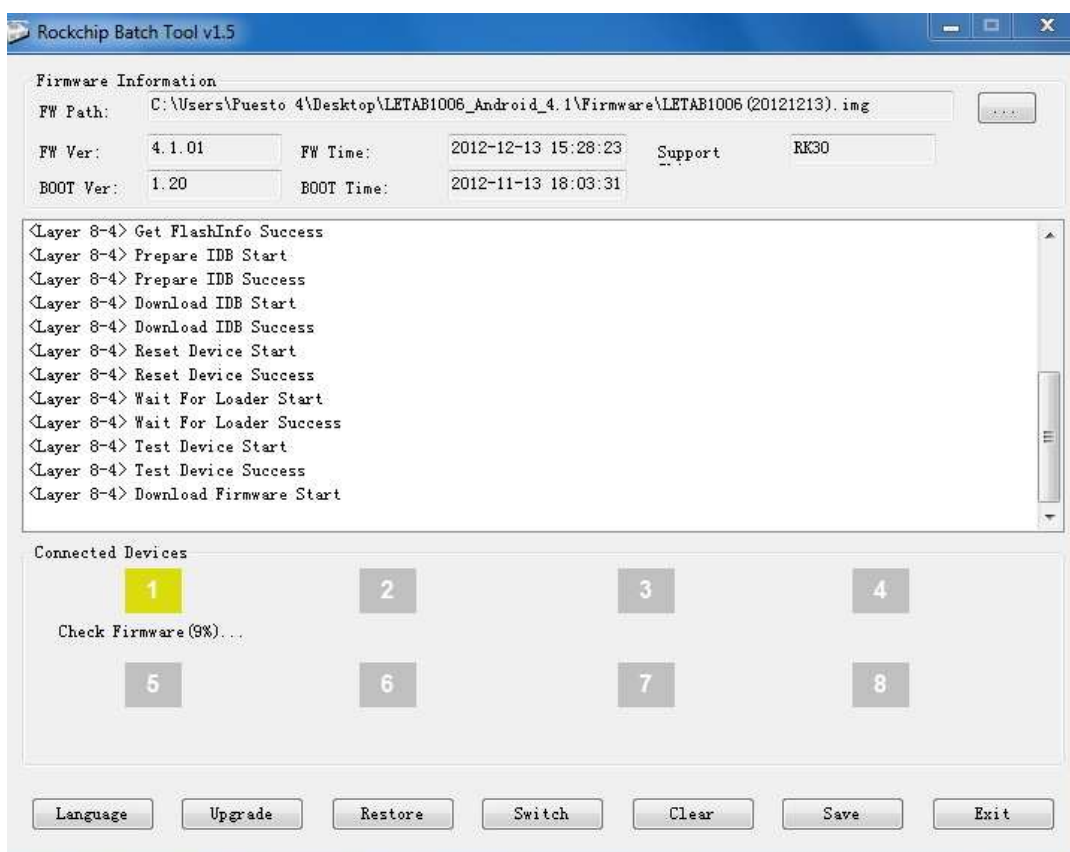 Rockchip Batch Tool v1.5
Firmware Information
FW Path: C:\Users\Puesto 4\Desktop\LETAB1006_Android_4.1\Firmware\LETAB1006(20121213).img ...
FW Ver: 4.1.01 FW Time: 2012-12-13 15:28:23 Support RK30
BOOT Ver: 1.20 BOOT Time: 2012-11-13 18:03:31
<Layer 8-4> Get FlashInfo Success
<Layer 8-4> Prepare IDB Start
<Layer 8-4> Prepare IDB Success
<Layer 8-4> Download IDB Start
<Layer 8-4> Download IDB Success
<Layer 8-4> Reset Device Start
<Layer 8-4> Reset Device Success
<Layer 8-4> Wait For Loader Start
<Layer 8-4> Wait For Loader Success
<Layer 8-4> Test Device Start
<Layer 8-4> Test Device Success
<Layer 8-4> Download Firmware Start
Connected Devices
1 2 3 4
Check Firmware(9%)...
5 6 7 8
Language Upgrade Restore Switch Clear Save Exit